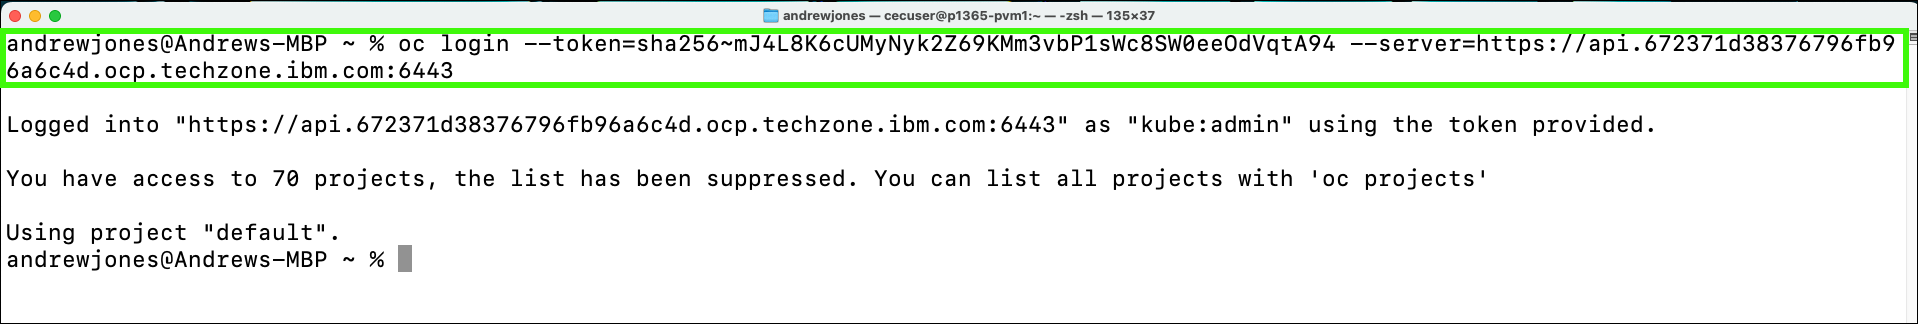 andrewjones — cecuser@p1365-pvm1:~ — -zsh — 135×37
andrewjones@Andrews-MBP ~ % oc login --token=sha256~mJ4L8K6cUMyNyk2Z69KMm3vbP1sWc8SW0eeOdVqtA94 --server=https://api.672371d38376796fb9
6a6c4d.ocp.techzone.ibm.com:6443
Logged into "https://api.672371d38376796fb96a6c4d.ocp.techzone.ibm.com:6443" as "kube:admin" using the token provided.
You have access to 70 projects, the list has been suppressed. You can list all projects with 'oc projects'
Using project "default".
andrewjones@Andrews-MBP ~ %